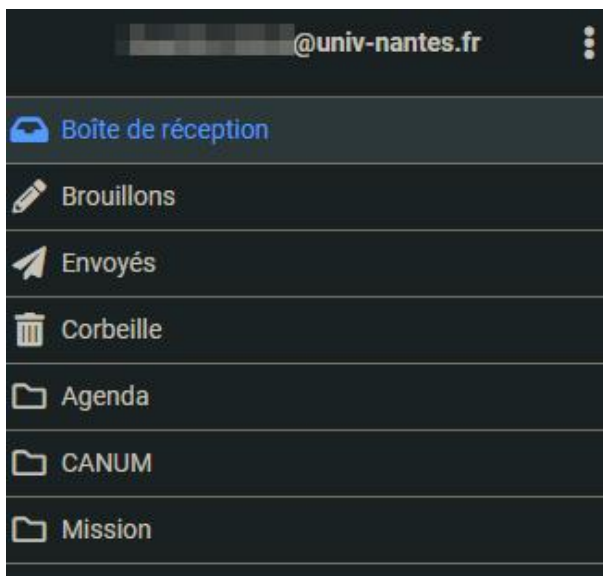 @univ-nantes.fr
Boîte de réception
Brouillons
Envoyés
Corbeille
Agenda
CANUM
Mission